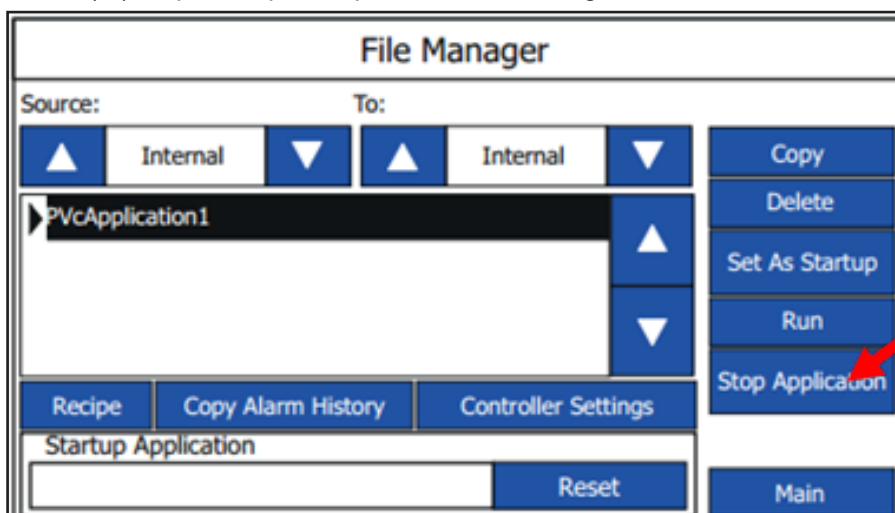 File Manager
Source:
To:
Internal
Internal
Copy
PVcApplication1
Delete
Set As Startup
Run
Stop Application
Recipe
Copy Alarm History
Controller Settings
Startup Application
Reset
Main